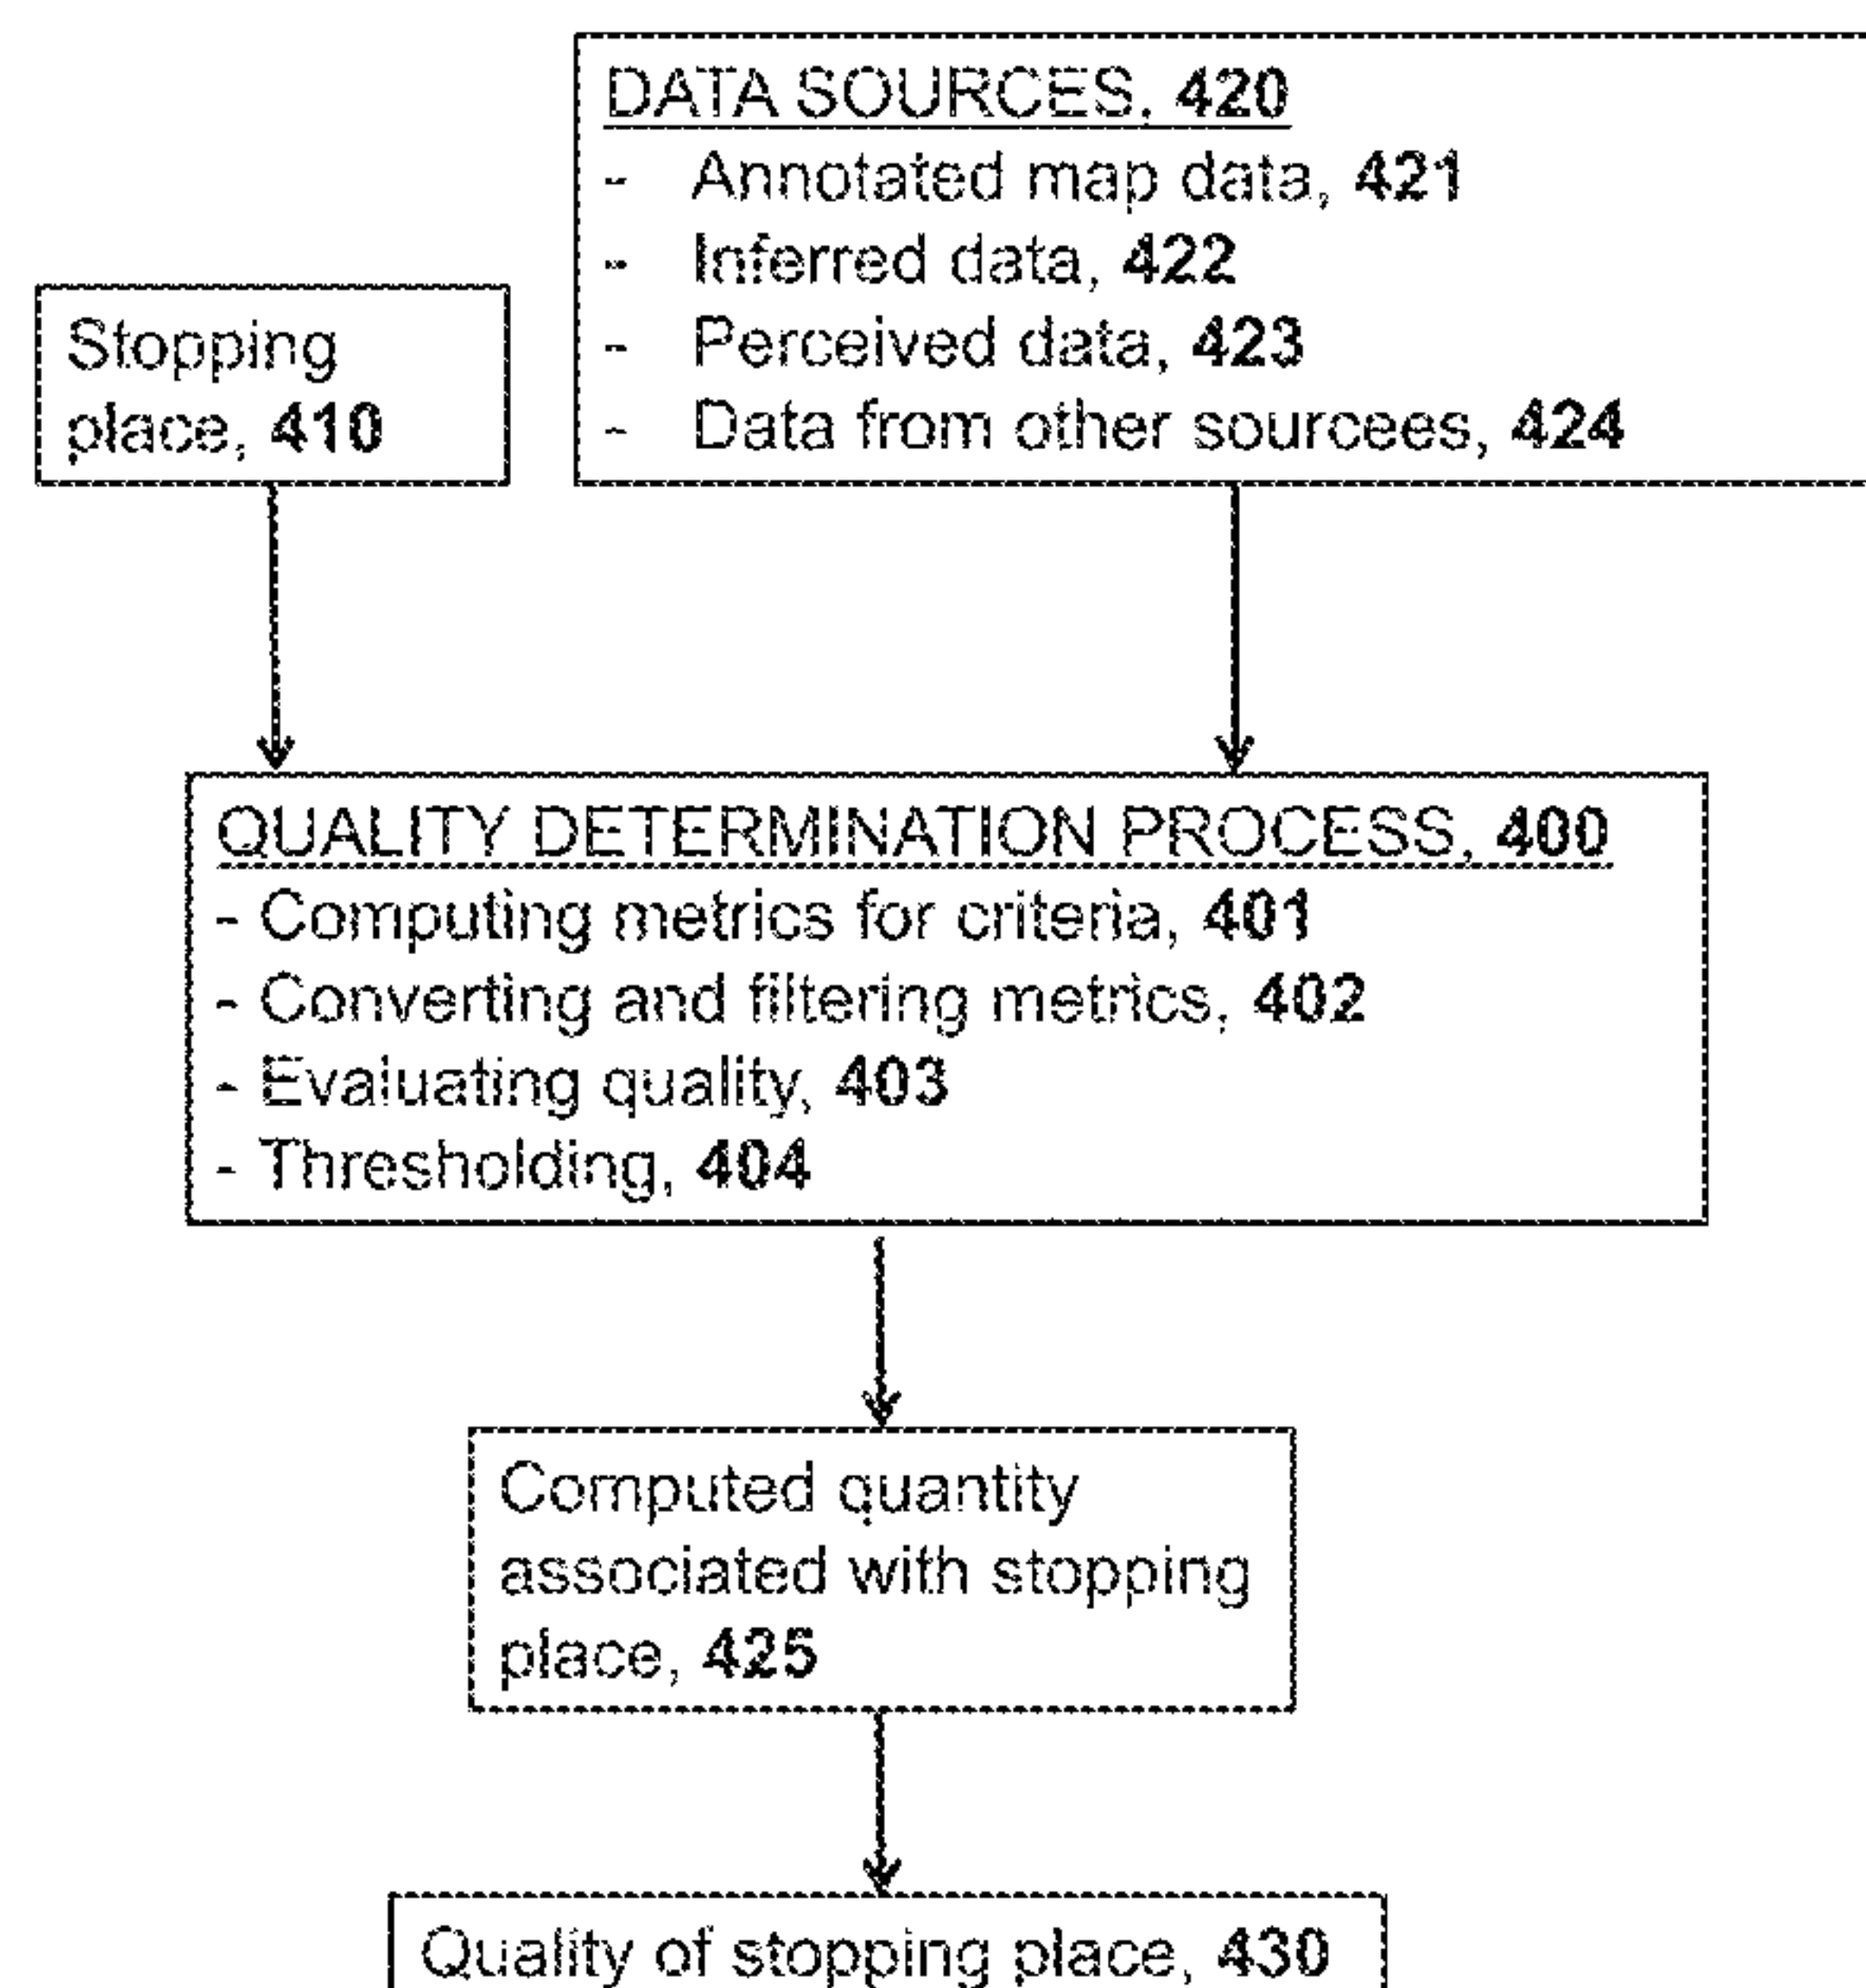 DATA SOURCES, 420
- Annotated map data, 421
- Inferred data, 422
- Perceived data, 423
- Data from other sourcees, 424
Stopping
place, 410
QUALITY DETERMINATION PROCESS, 400
- Computing metrics for criteria, 401
- Converting and filtering metrics, 402
- Evaluating quality, 403
- Thresholding, 404
Computed quantity
associated with stopping
place, 425
Quality of stopping place, 430